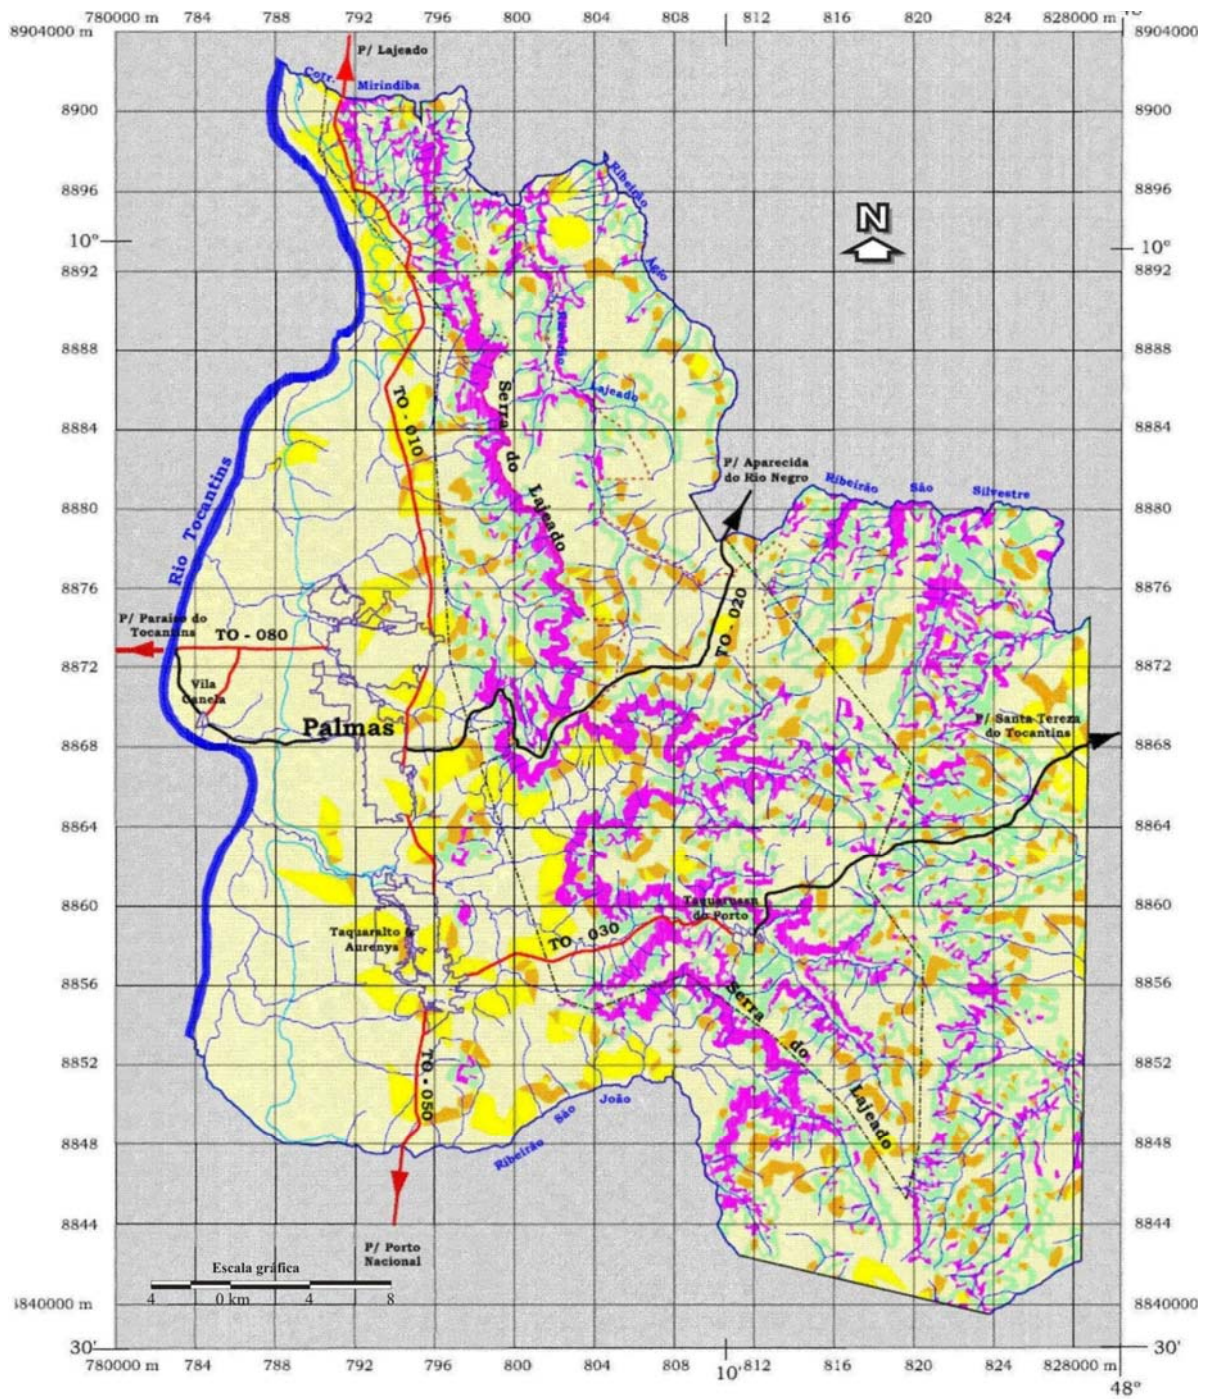 780000 m 784 788 792 796 800 804 808 812 816 820 824 828000 m
8904000 m
8904000 m
P/ Lajeado
Corr. Mirindiba
8900
8900
Ribeirão
8896
8896
N
10°
10°
Ágio
8892
8892
8888
8888
Serra
Lajeado
TO - 010
8884
8884
do
P/ Aparecida
do Rio Negro
Ribeirão São Silvestre
Rio Tocantins
Lajeado
8880
8880
8876
8876
P/ Paraiso do
Tocantins
TO - 080
TO - 020
8872
8872
Vila
Canela
P/ Santa Tereza
do Tocantins
Palmas
8868
8868
8864
8864
8860
8860
Taquarussu
do Porto
Taquaralto &
Aurenys
TO - 030
8856
8856
Serra
do
8852
8852
TO - 050
Lajeado
Ribeirão São João
8848
8848
8844
8844
P/ Porto
Nacional
Escala gráfica
4 0 km 4 8
8840000 m
8840000
30'
30'
780000 m 784 788 792 796 800 804 808 10' 812 816 820 824 828000 m
48°